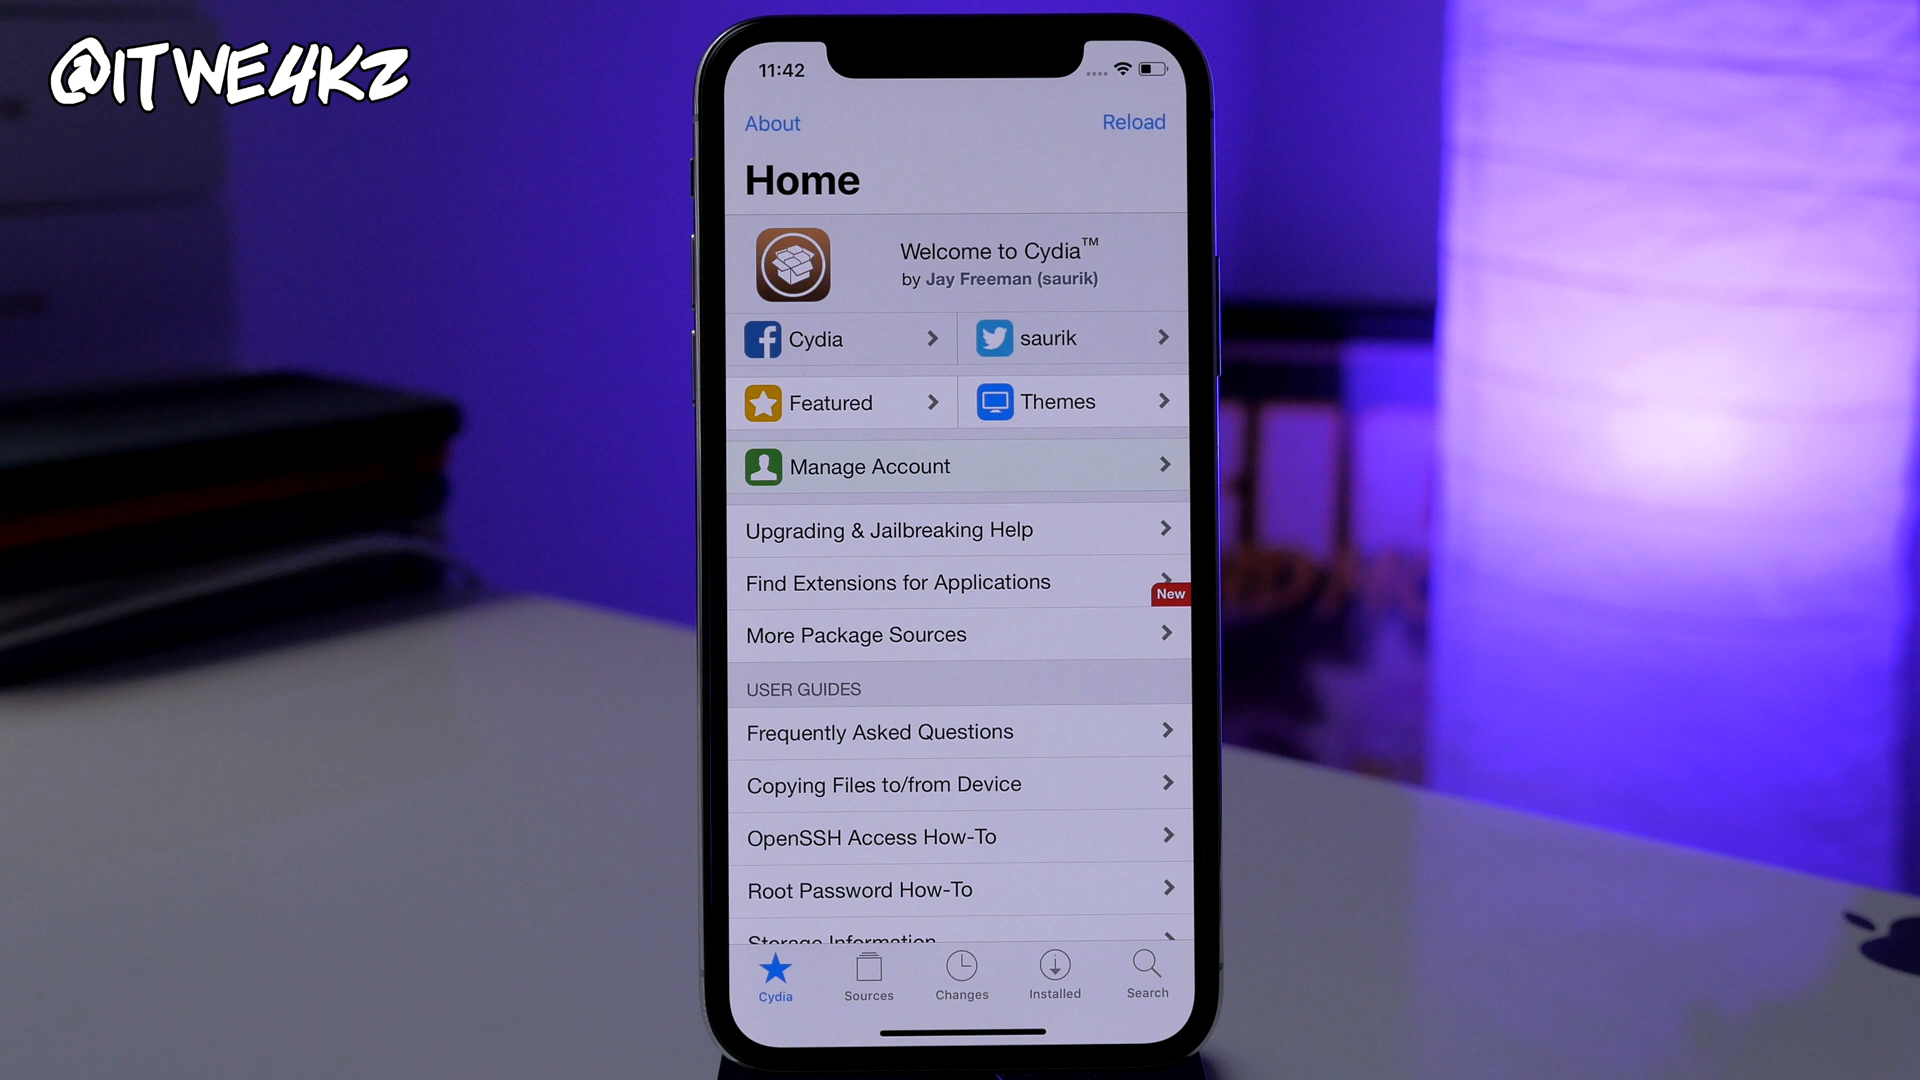 @ITWE4KZ
11:42
About
Reload
Home
Welcome to Cydia™
by Jay Freeman (saurik)
Cydia
saurik
Featured
Themes
Manage Account
Upgrading & Jailbreaking Help
Find Extensions for Applications
New
More Package Sources
USER GUIDES
Frequently Asked Questions
Copying Files to/from Device
OpenSSH Access How-To
Root Password How-To
Storage Information
Cydia
Sources
Changes
Installed
Search